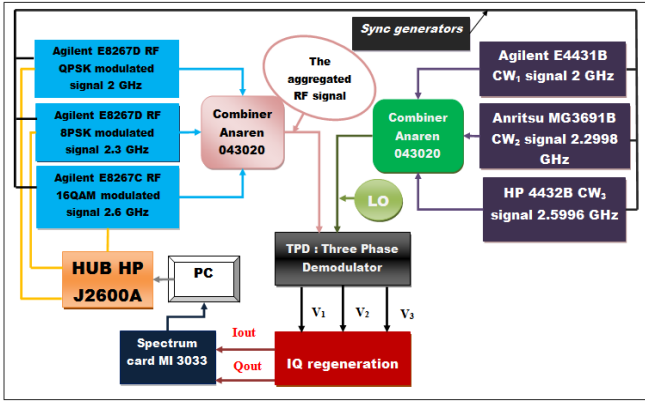 Sync generators
Agilent E8267D RF
QPSK modulated
signal 2 GHz
The
aggregated
RF signal
Agilent E4431B
CW₁ signal 2 GHz
Agilent E8267D RF
8PSK modulated
signal 2.3 GHz
Combiner
Anaren
043020
Combiner
Anaren
043020
Anritsu MG3691B
CW₂ signal 2.2998
GHz
Agilent E8267C RF
16QAM modulated
signal 2.6 GHz
LO
HP 4432B CW₃
signal 2.5996 GHz
HUB HP
J2600A
PC
TPD : Three Phase
Demodulator
V₁
V₂
V₃
Spectrum
card MI 3033
Iout
Qout
IQ regeneration